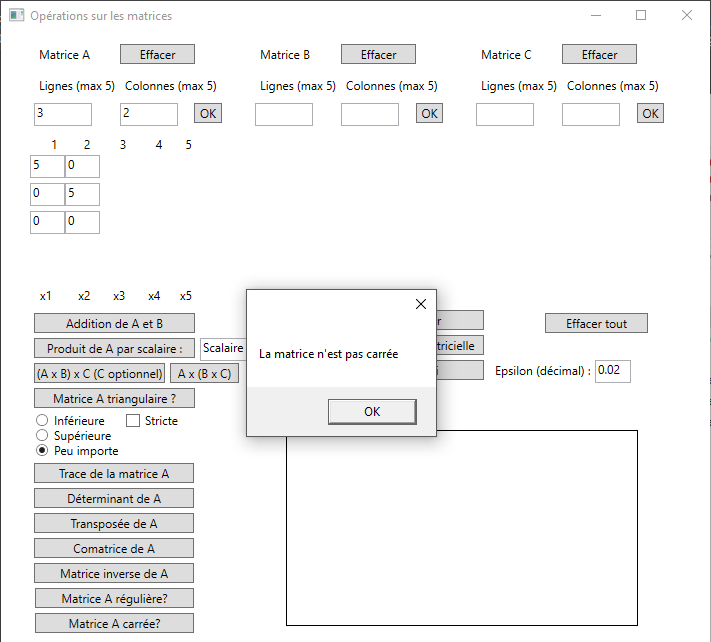 Opérations sur les matrices
Matrice A Effacer Matrice B Effacer Matrice C Effacer
Lignes (max 5) Colonnes (max 5) Lignes (max 5) Colonnes (max 5) Lignes (max 5) Colonnes (max 5)
3 2 OK OK OK
1 2 3 4 5
5 0
0 5
0 0
x1 x2 x3 x4 x5
Addition de A et B Effacer tout
Produit de A par scalaire : Scalaire tricielle
(A x B) x C (C optionnel) A x (B x C) Epsilon (décimal) : 0.02
La matrice n'est pas carrée
OK
Matrice A triangulaire ?
Inférieure Stricte
Supérieure
Peu importe
Trace de la matrice A
Déterminant de A
Transposée de A
Comatrice de A
Matrice inverse de A
Matrice A régulière?
Matrice A carrée?